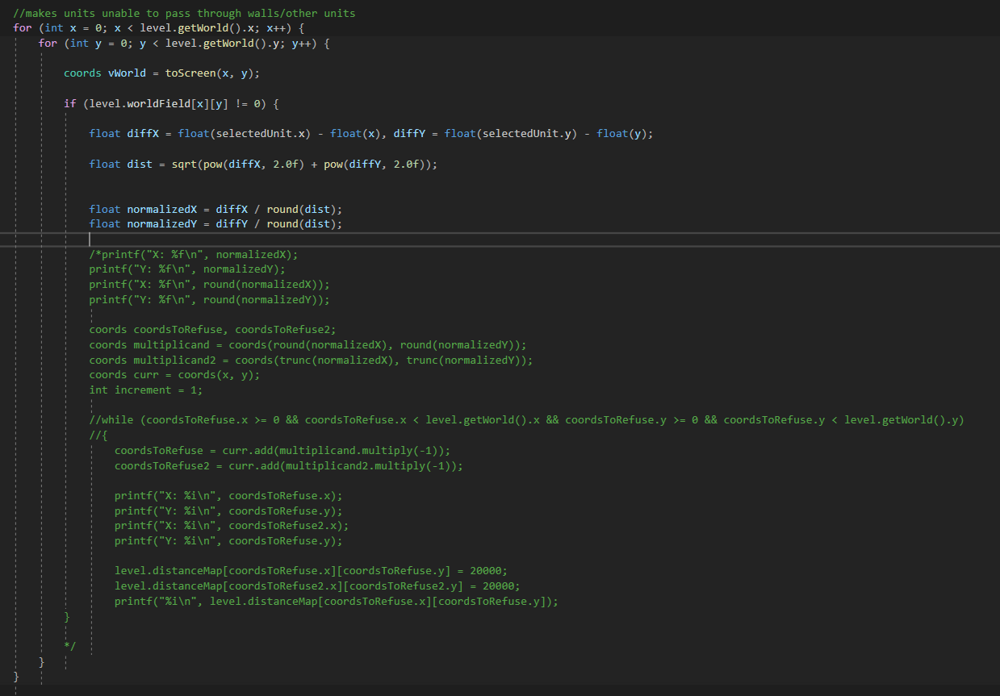 //makes units unable to pass through walls/other units
for (int x = 0; x < level.getWorld().x; x++) {
for (int y = 0; y < level.getWorld().y; y++) {
coords vWorld = toScreen(x, y);
if (level.worldField[x][y] != 0) {
float diffX = float(selectedUnit.x) - float(x), diffY = float(selectedUnit.y) - float(y);
float dist = sqrt(pow(diffX, 2.0f) + pow(diffY, 2.0f));
float normalizedX = diffX / round(dist);
float normalizedY = diffY / round(dist);
/*printf("X: %f\n", normalizedX);
printf("Y: %f\n", normalizedY);
printf("X: %f\n", round(normalizedX));
printf("Y: %f\n", round(normalizedY));
coords coordsToRefuse, coordsToRefuse2;
coords multiplicand = coords(round(normalizedX), round(normalizedY));
coords multiplicand2 = coords(trunc(normalizedX), trunc(normalizedY));
coords curr = coords(x, y);
int increment = 1;
//while (coordsToRefuse.x >= 0 && coordsToRefuse.x < level.getWorld().x && coordsToRefuse.y >= 0 && coordsToRefuse.y < level.getWorld().y)
//{
coordsToRefuse = curr.add(multiplicand.multiply(-1));
coordsToRefuse2 = curr.add(multiplicand2.multiply(-1));
printf("X: %i\n", coordsToRefuse.x);
printf("Y: %i\n", coordsToRefuse.y);
printf("X: %i\n", coordsToRefuse2.x);
printf("Y: %i\n", coordsToRefuse.y);
level.distanceMap[coordsToRefuse.x][coordsToRefuse.y] = 20000;
level.distanceMap[coordsToRefuse2.x][coordsToRefuse2.y] = 20000;
printf("%i\n", level.distanceMap[coordsToRefuse.x][coordsToRefuse.y]);
}
*/
}
}